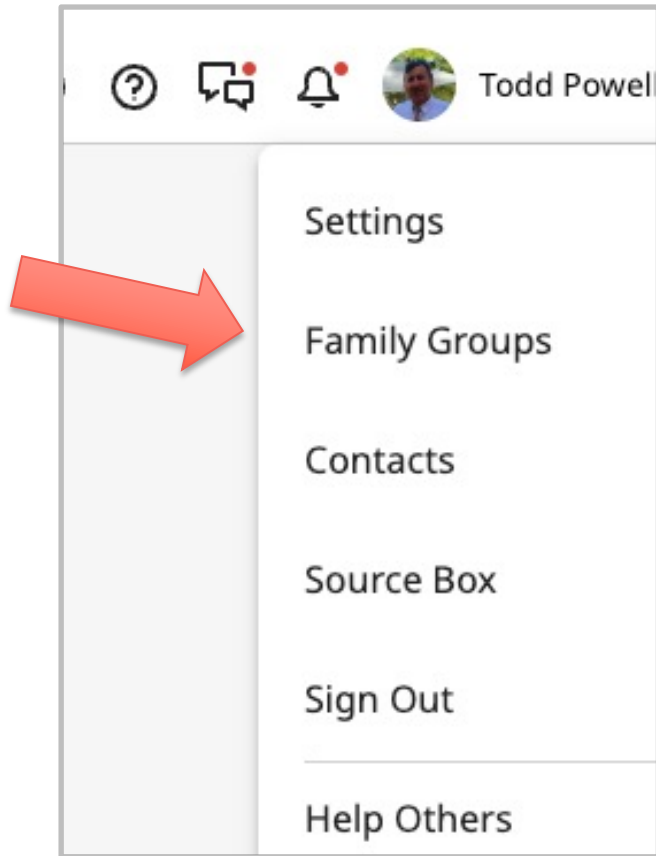 Todd Powell
Settings
Family Groups
Contacts
Source Box
Sign Out
Help Others